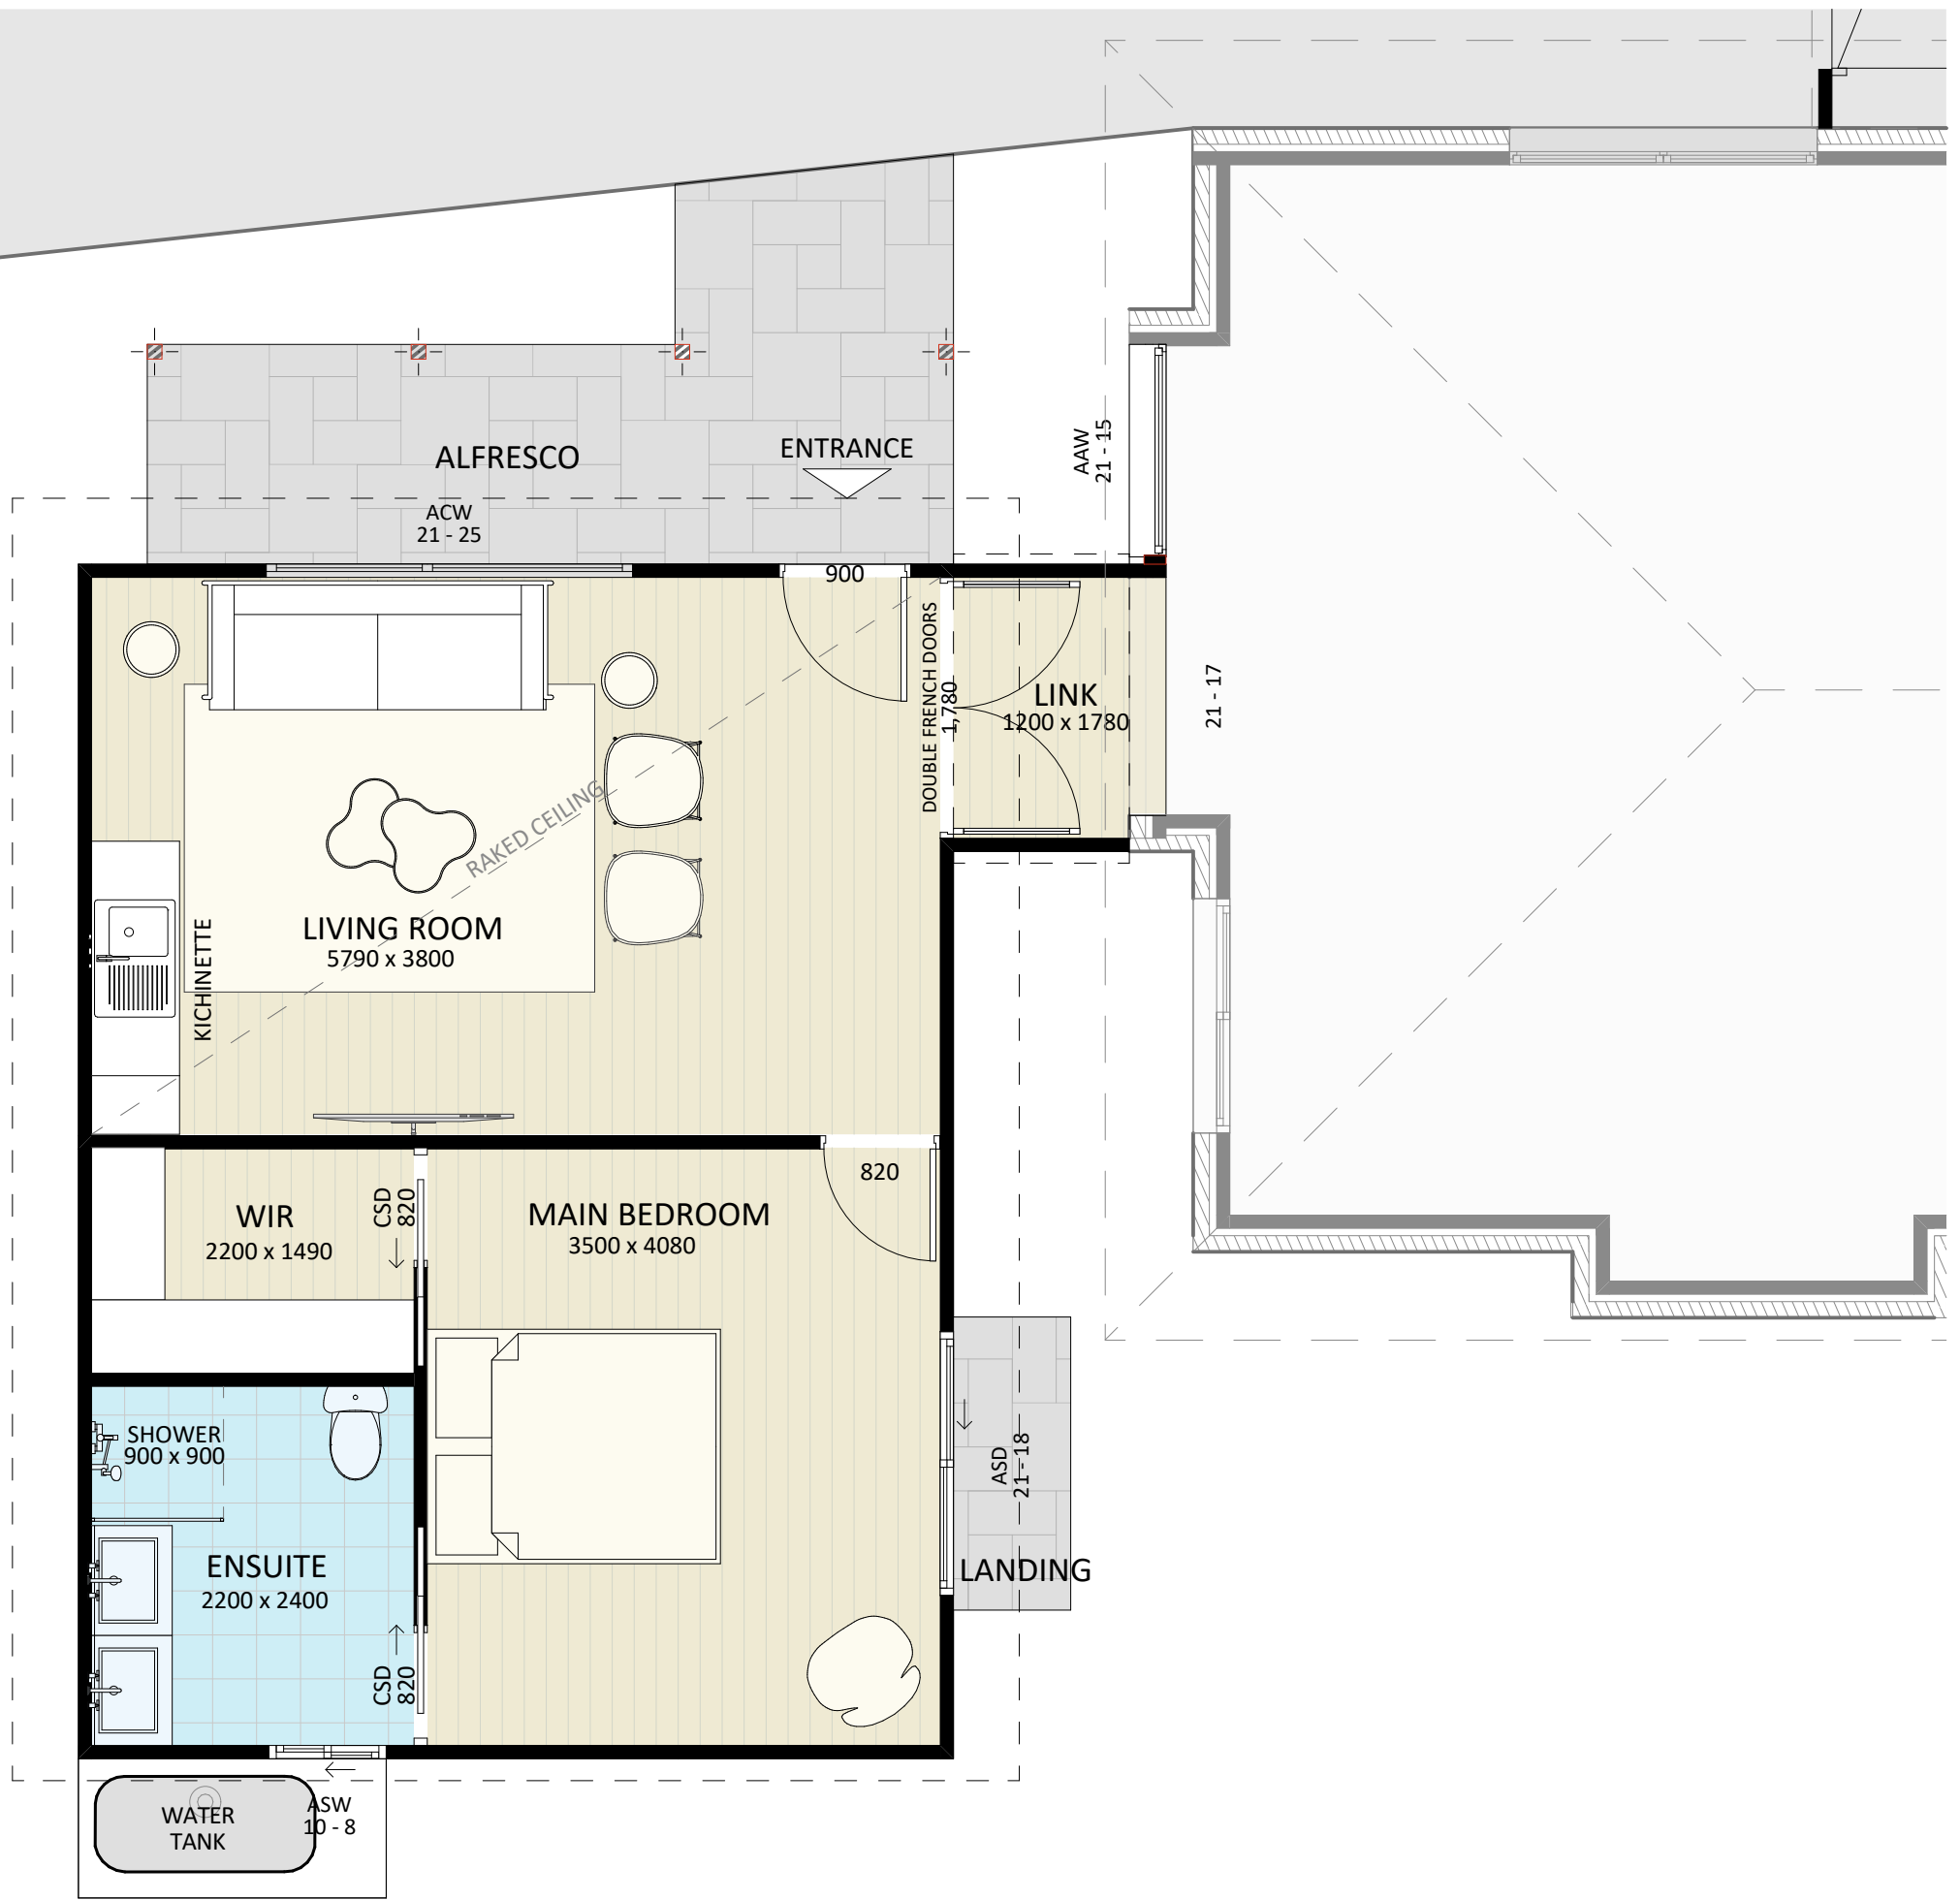 AAW
21 - 15
ENTRANCE
ALFRESCO
ACW
21 - 25
900
DOUBLE FRENCH DOORS
1,780
LINK
1200 x 1780
21 - 17
RAKED CEILING
LIVING ROOM
5790 x 3800
KICHINETTE
820
WIR
2200 x 1490
CSD
820
MAIN BEDROOM
3500 x 4080
SHOWER
900 x 900
ASD
21 - 18
ENSUITE
2200 x 2400
LANDING
CSD
820
WATER
TANK
ASW
10 - 8